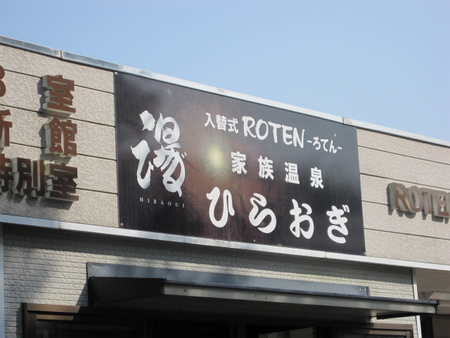 室
新館
特別室
湯
HIRAOGI
入替式 ROTEN -ろてん-
家族温泉
ひらおぎ
ROTEN